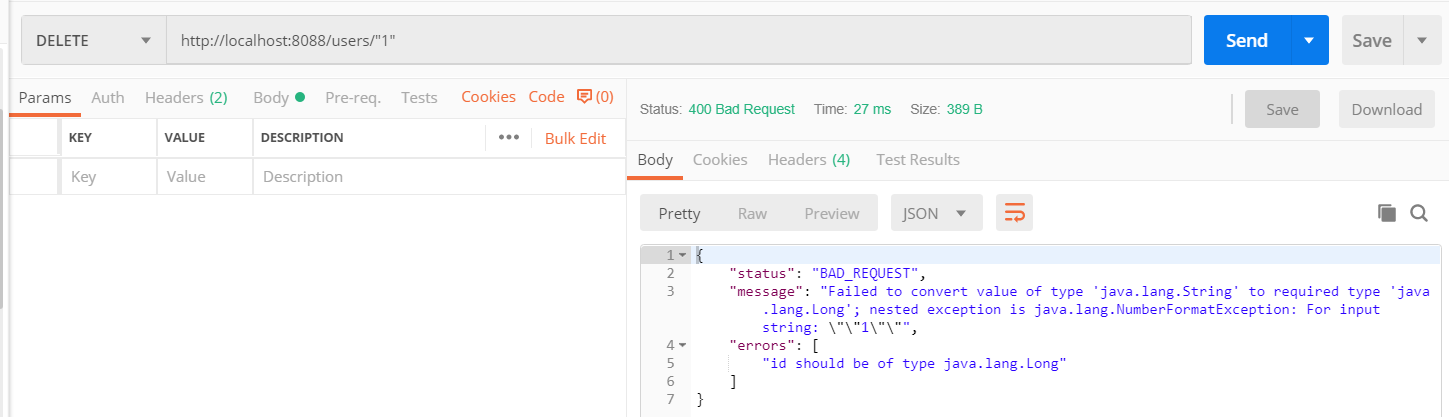 DELETE http://localhost:8088/users/"1" Send Save
Params Auth Headers (2) Body Pre-req. Tests Cookies Code (0)
KEY VALUE DESCRIPTION ••• Bulk Edit
Key Value Description
Status: 400 Bad Request Time: 27 ms Size: 389 B Save Download
Body Cookies Headers (4) Test Results
Pretty Raw Preview JSON
1 {
2 "status": "BAD_REQUEST",
3 "message": "Failed to convert value of type 'java.lang.String' to required type 'java
.lang.Long'; nested exception is java.lang.NumberFormatException: For input
string: \"\"1\"\"",
4 "errors": [
5 "id should be of type java.lang.Long"
6 ]
7 }